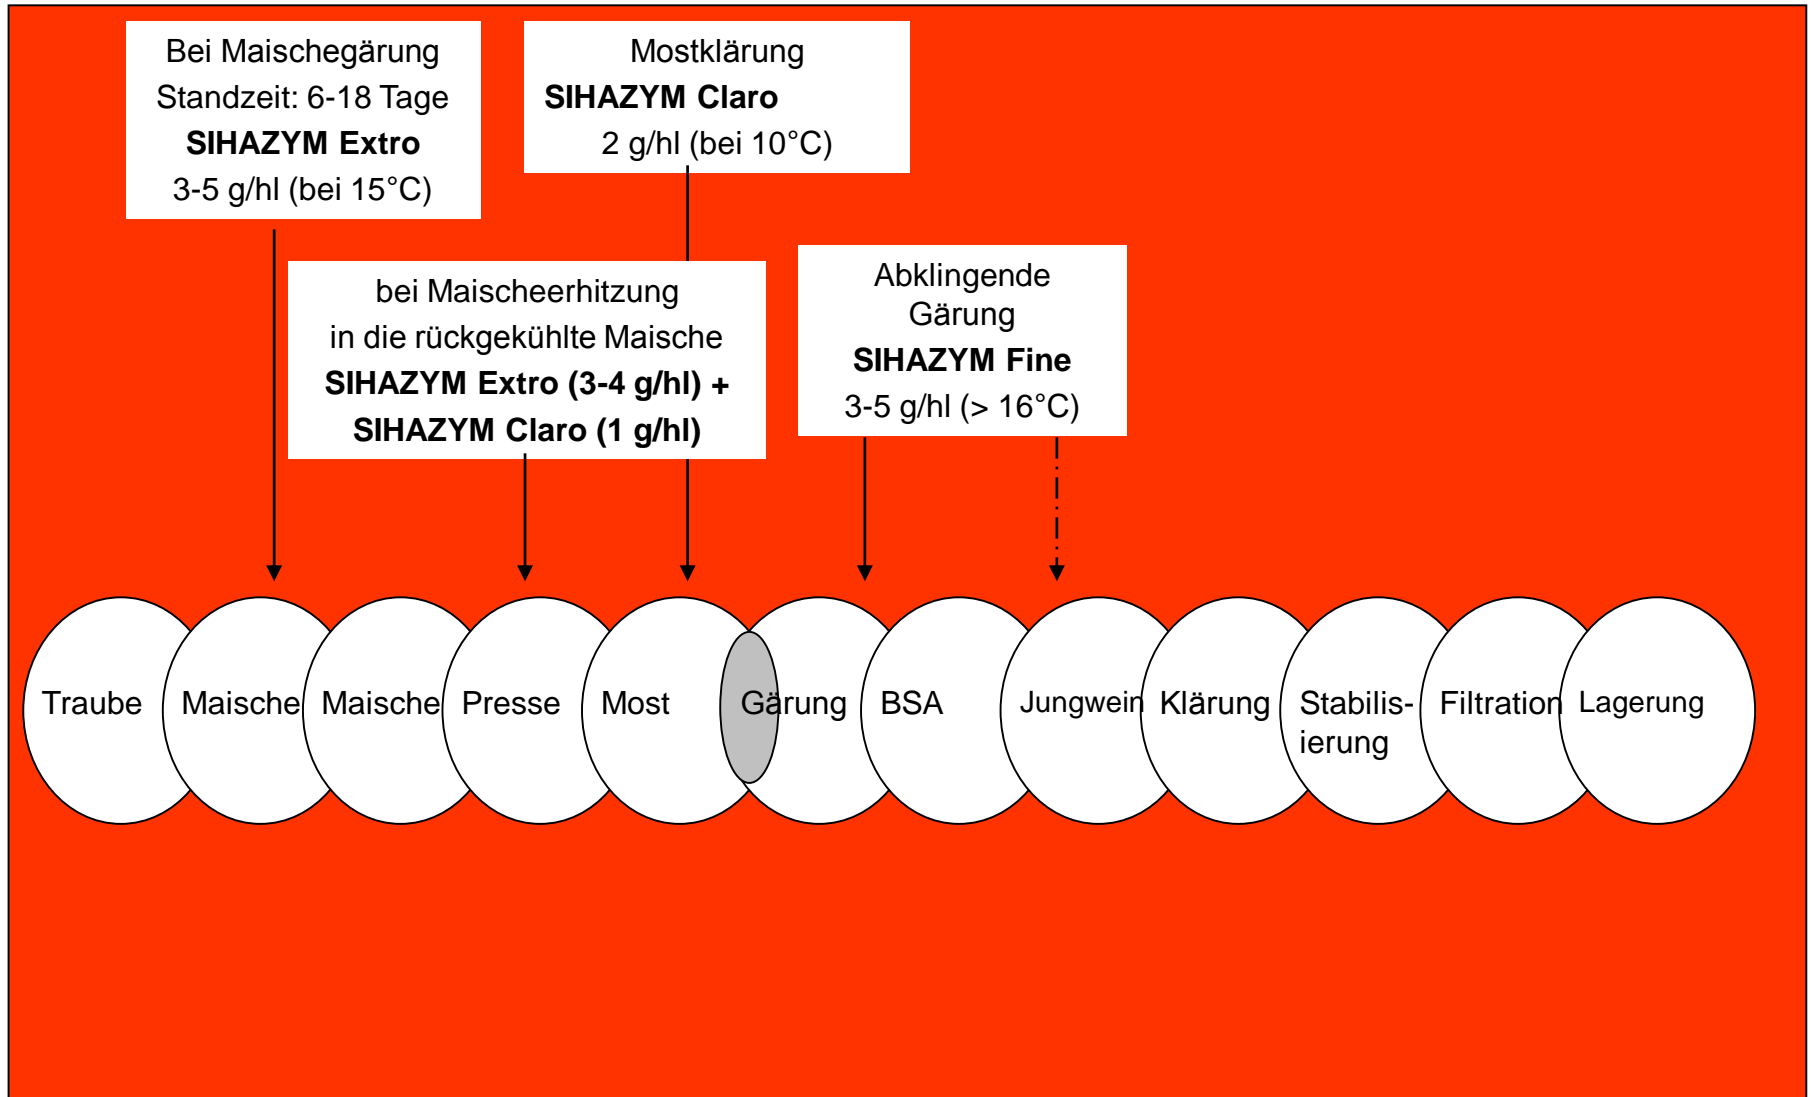 Bei Maischegärung
Standzeit: 6-18 Tage
SIHAZYM Extro
3-5 g/hl (bei 15°C)
Mostklärung
SIHAZYM Claro
2 g/hl (bei 10°C)
bei Maischeerhitzung
in die rückgekühlte Maische
SIHAZYM Extro (3-4 g/hl) +
SIHAZYM Claro (1 g/hl)
Abklingende
Gärung
SIHAZYM Fine
3-5 g/hl (> 16°C)
Traube
Maische
Maische
Presse
Most
Gärung
BSA
Jungwein
Klärung
Stabilis-
ierung
Filtration
Lagerung